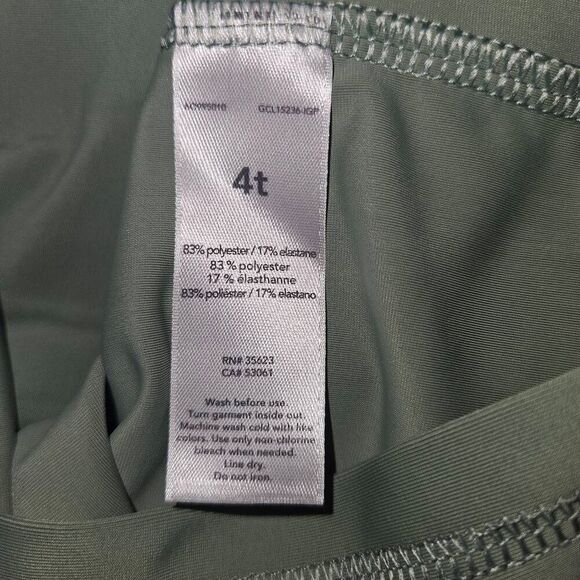 GCL15236-IGP
4t
83% polyester / 17% elastane
83 % polyester
17 % élasthanne
83% poliéster / 17% elastano
RN# 35623
CA# 53061
Wash before use.
Turn garment inside out.
Machine wash cold with like
colors. Use only non-chlorine
bleach when needed.
Line dry.
Do not iron.